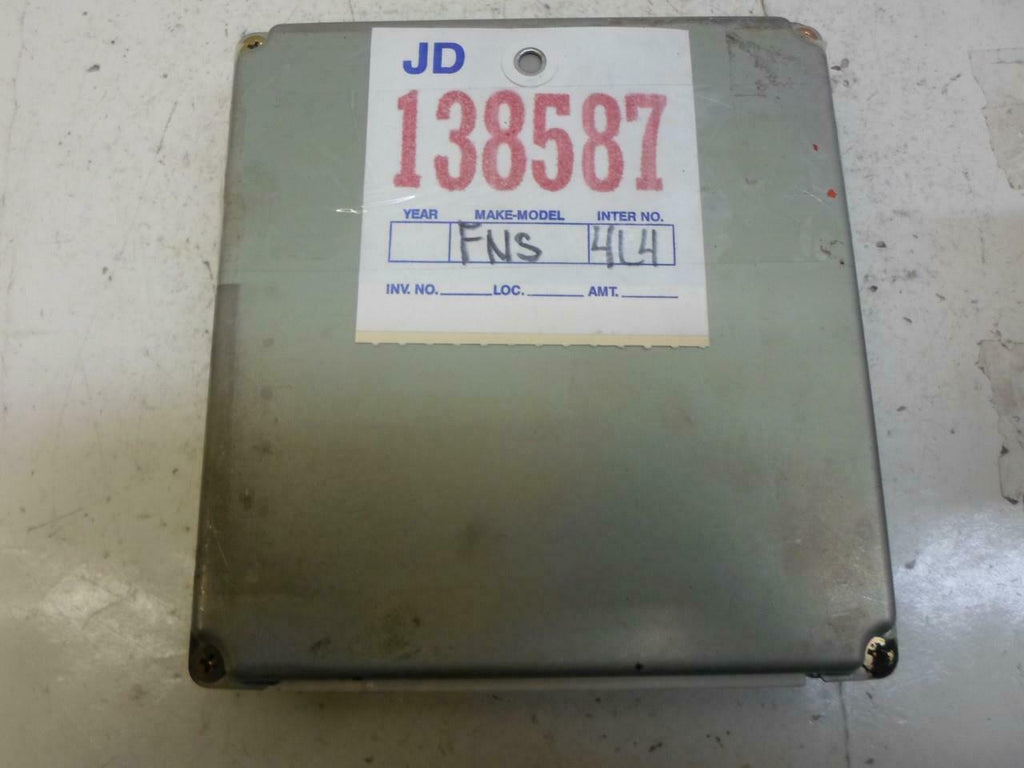 JD
138587
YEAR MAKE-MODEL INTER NO.
FNS 4L4
INV. NO. LOC. AMT.